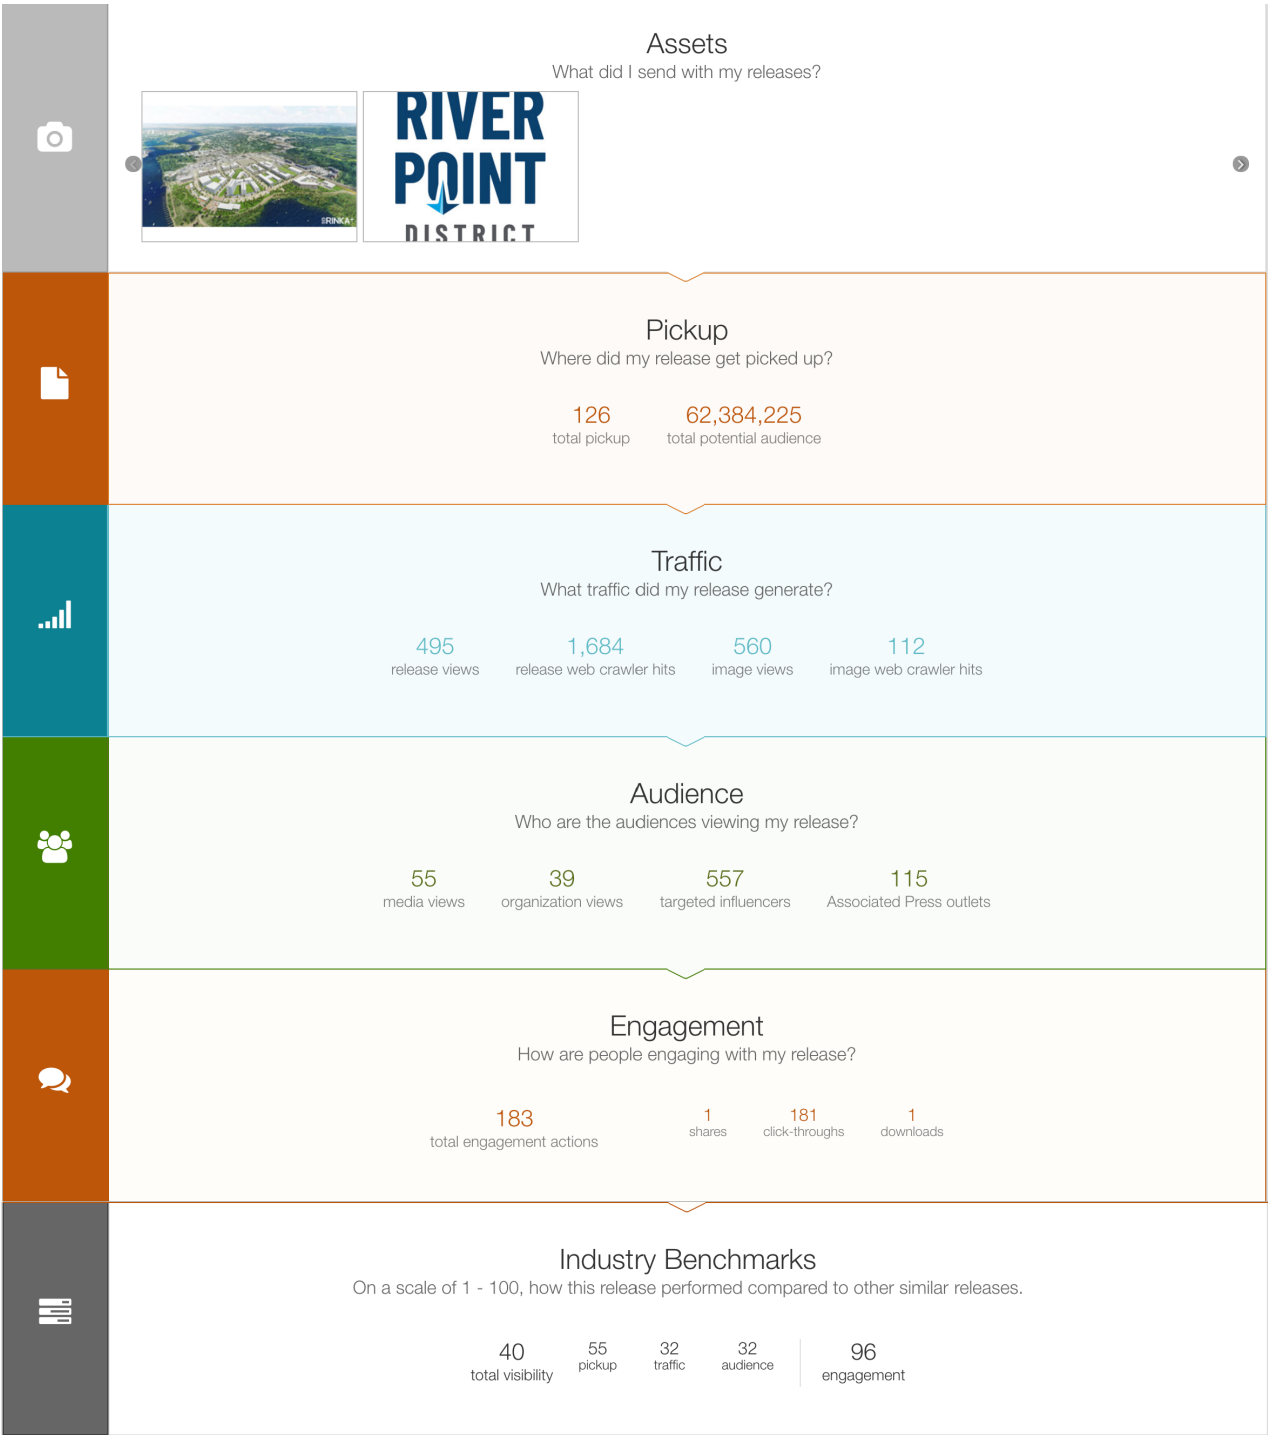 Assets
What did I send with my releases?
RINKA+
RIVER
POINT
DISTRICT
Pickup
Where did my release get picked up?
126 62,384,225
total pickup total potential audience
Traffic
What traffic did my release generate?
495 1,684 560 112
release views release web crawler hits image views image web crawler hits
Audience
Who are the audiences viewing my release?
55 39 557 115
media views organization views targeted influencers Associated Press outlets
Engagement
How are people engaging with my release?
183 1 181 1
total engagement actions shares click-throughs downloads
Industry Benchmarks
On a scale of 1 - 100, how this release performed compared to other similar releases.
40 55 32 32 96
total visibility pickup traffic audience engagement